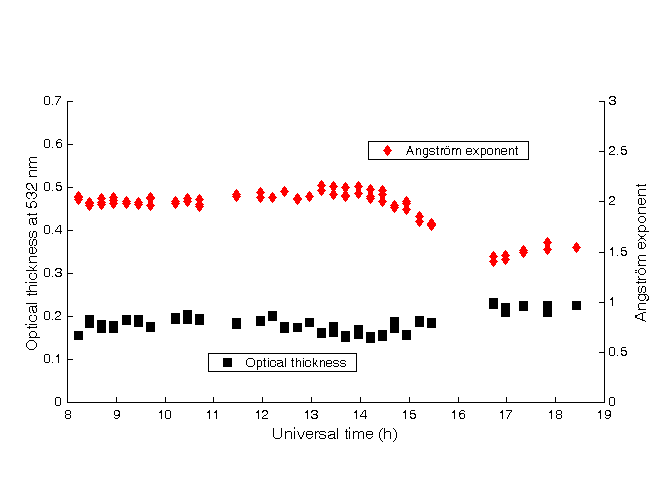 0.7
0.6
0.5
0.4
0.3
0.2
0.1
0
Optical thickness at 532 nm
Angström exponent
Optical thickness
3
2.5
2
1.5
1
0.5
0
Angström exponent
8 9 10 11 12 13 14 15 16 17 18 19
Universal time (h)